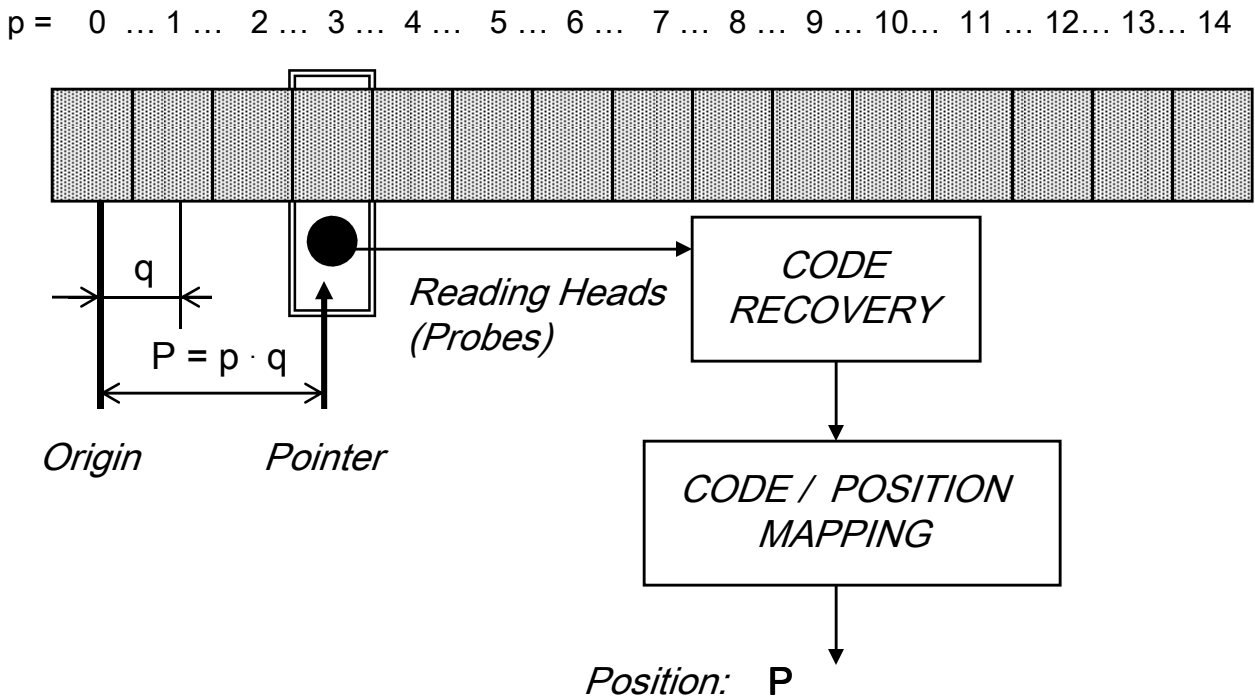 p = 0 … 1 … 2 … 3 … 4 … 5 … 6 … 7 … 8 … 9 … 10… 11 … 12… 13… 14
q
P = p · q
Origin
Pointer
Reading Heads
(Probes)
CODE
RECOVERY
CODE / POSITION
MAPPING
Position: P